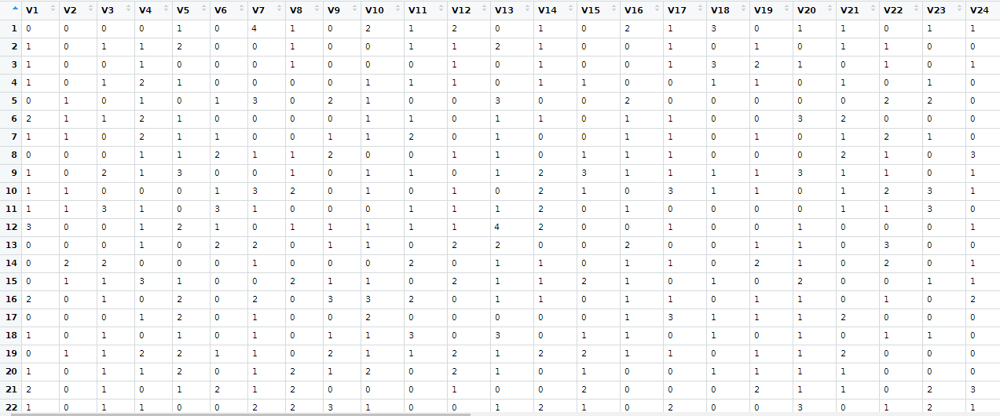 V1 V2 V3 V4 V5 V6 V7 V8 V9 V10 V11 V12 V13 V14 V15 V16 V17 V18 V19 V20 V21 V22 V23 V24
1 0 0 0 0 1 0 4 1 0 2 1 2 0 1 0 2 1 3 0 1 1 0 1 1
2 1 0 1 1 2 0 0 1 0 0 1 1 2 1 0 0 1 0 1 0 1 1 0 0
3 1 0 0 1 0 0 0 1 0 0 0 1 0 1 0 0 1 3 2 1 0 1 0 1
4 1 0 1 2 1 0 0 0 0 1 1 1 0 1 1 0 0 1 1 0 1 0 1 0
5 0 1 0 1 0 1 3 0 2 1 0 0 3 0 0 2 0 0 0 0 0 2 2 0
6 2 1 1 2 1 0 0 0 0 1 1 0 1 1 0 1 1 0 0 3 2 0 0 0
7 1 1 0 2 1 1 0 0 1 1 2 0 1 0 0 1 1 0 1 0 1 2 1 0
8 0 0 0 1 1 2 1 1 2 0 0 1 1 0 1 1 1 0 0 0 2 1 0 3
9 1 0 2 1 3 0 0 1 0 1 1 0 1 2 3 1 1 1 1 3 1 1 0 1
10 1 1 0 0 0 1 3 2 0 1 0 1 0 2 1 0 3 1 1 0 1 2 3 1
11 1 1 3 1 0 3 1 0 0 0 1 1 1 2 0 1 0 0 0 0 1 1 3 0
12 3 0 0 1 2 1 0 1 1 1 1 1 4 2 0 0 1 0 0 1 0 0 0 1
13 0 0 0 1 0 2 2 0 1 1 0 2 2 0 0 2 0 0 1 1 0 3 0 0
14 0 2 2 0 0 0 1 0 0 0 2 0 1 1 0 1 1 0 2 1 0 2 0 1
15 0 1 1 3 1 0 0 2 1 1 0 2 1 1 2 1 0 1 0 2 0 0 1 1
16 2 0 1 0 2 0 2 0 3 3 2 0 1 1 0 1 1 0 1 1 0 1 0 2
17 0 0 0 1 2 0 1 0 0 2 0 0 0 0 0 1 3 1 1 1 2 0 0 0
18 1 0 1 0 1 0 1 0 1 1 3 0 3 0 1 1 0 1 0 1 0 1 1 0
19 0 1 1 2 2 1 1 0 2 1 1 2 1 2 2 1 1 0 1 1 2 0 0 0
20 1 0 1 1 2 0 1 2 1 2 0 2 1 0 1 0 0 1 1 1 1 0 0 0
21 2 0 1 0 1 2 1 2 0 0 0 1 0 0 2 0 0 0 2 1 1 0 2 3
22 1 0 1 1 0 0 2 2 3 1 0 0 1 2 1 0 2 0 0 3 0 1 2 1